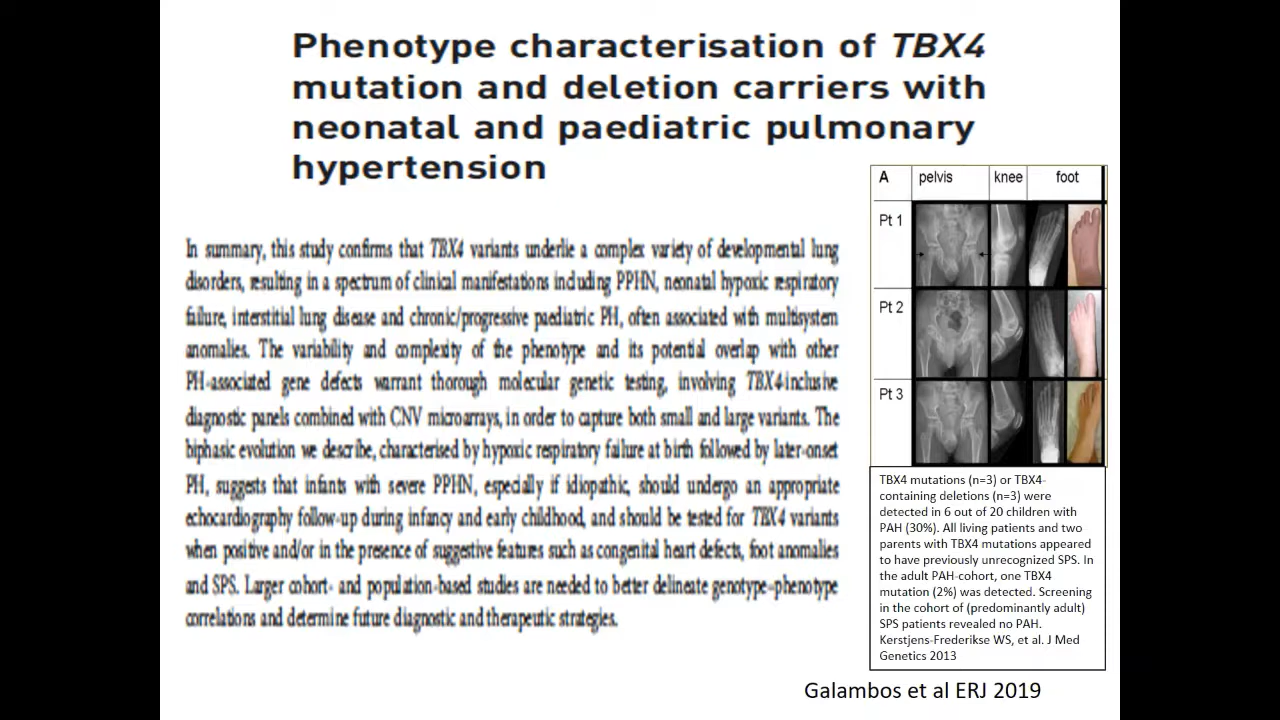 Phenotype characterisation of TBX4
mutation and deletion carriers with
neonatal and paediatric pulmonary
hypertension
In summary, this study confirms that TBX4 variants underlie a complex variety of developmental lung
disorders, resulting in a spectrum of clinical manifestations including PPHN, neonatal hypoxic respiratory
failure, interstitial lung disease and chronic/progressive paediatric PH, often associated with multisystem
anomalies. The variability and complexity of the phenotype and its potential overlap with other
PH-associated gene defects warrant thorough molecular genetic testing, involving TBX4-inclusive
diagnostic panels combined with CNV microarrays, in order to capture both small and large variants. The
biphasic evolution we describe, characterised by hypoxic respiratory failure at birth followed by later-onset
PH, suggests that infants with severe PPHN, especially if idiopathic, should undergo an appropriate
echocardiography follow-up during infancy and early childhood, and should be tested for TBX4 variants
when positive and/or in the presence of suggestive features such as congenital heart defects, foot anomalies
and SPS. Larger cohort- and population-based studies are needed to better delineate genotype–phenotype
correlations and determine future diagnostic and therapeutic strategies.
A pelvis knee foot
Pt 1
Pt 2
Pt 3
TBX4 mutations (n=3) or TBX4-
containing deletions (n=3) were
detected in 6 out of 20 children with
PAH (30%). All living patients and two
parents with TBX4 mutations appeared
to have previously unrecognized SPS. In
the adult PAH-cohort, one TBX4
mutation (2%) was detected. Screening
in the cohort of (predominantly adult)
SPS patients revealed no PAH.
Kerstjens-Frederikse WS, et al. J Med
Genetics 2013
Galambos et al ERJ 2019